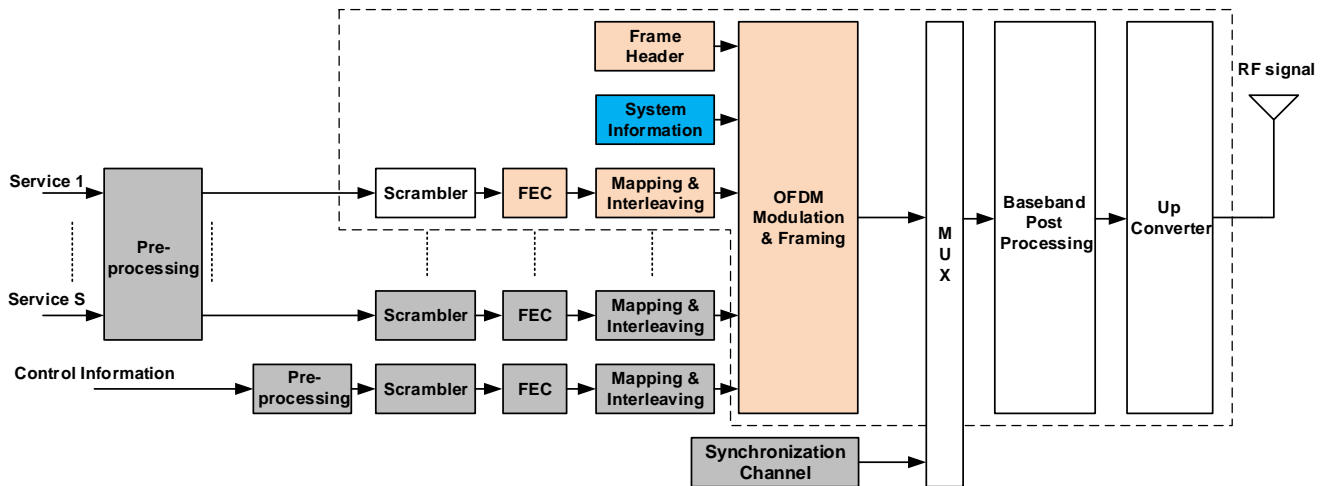 Frame
Header
RF signal
System
Information
Service 1
Scrambler
FEC
Mapping &
Interleaving
OFDM
Modulation
& Framing
M
U
X
Baseband
Post
Processing
Up
Converter
Pre-
processing
Service S
Scrambler
FEC
Mapping &
Interleaving
Control Information
Pre-
processing
Scrambler
FEC
Mapping &
Interleaving
Synchronization
Channel